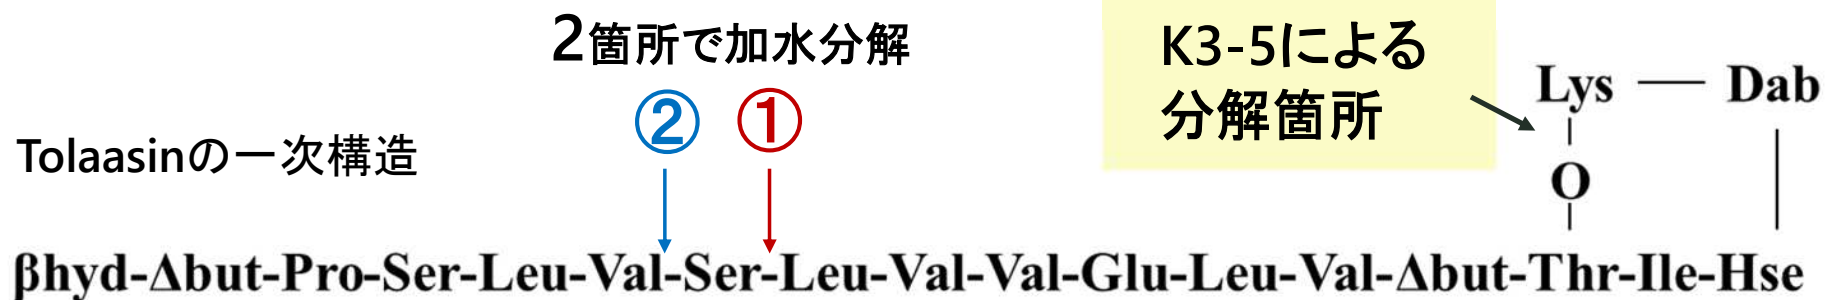 2箇所で加水分解
② ①
K3-5による
分解箇所
Tolaasinの一次構造
Lys — Dab
O
βhyd-Δbut-Pro-Ser-Leu-Val-Ser-Leu-Val-Val-Glu-Leu-Val-Δbut-Thr-Ile-Hse